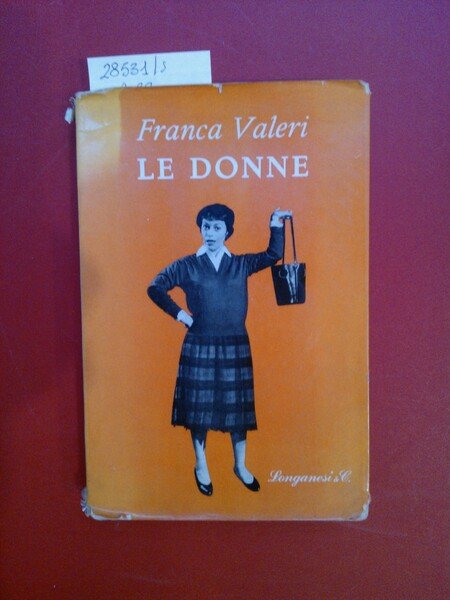 28531/s
Franca Valeri
LE DONNE
Longanesi & C.